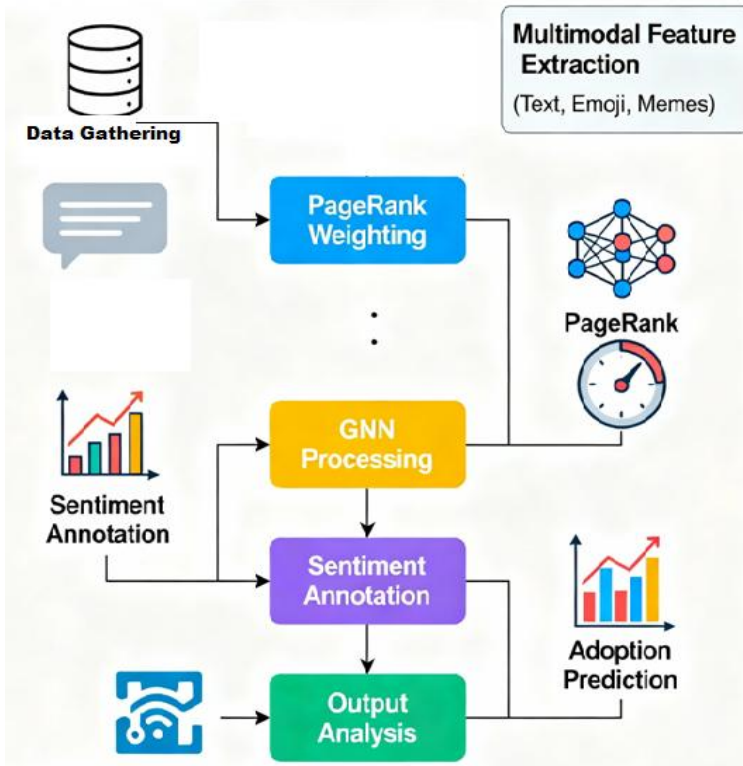 Multimodal Feature
Extraction
(Text, Emoji, Memes)
Data Gathering
PageRank
Weighting
PageRank
GNN
Processing
Sentiment
Annotation
Sentiment
Annotation
Adoption
Prediction
Output
Analysis